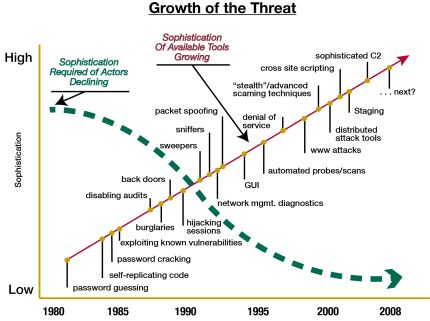 Growth of the Threat
High
Sophistication
Of Available Tools
Growing
sophisticated C2
Sophistication
Required of Actors
Declining
cross site scripting
"stealth"/advanced
scaming techniques
. . . next?
packet spoofing
denial of
service
Staging
sniffers
distributed
attack tools
sweepers
www attacks
Sophistication
back doors
automated probes/scans
GUI
disabling audits
network mgmt. diagnostics
burglaries
hijacking
sessions
exploiting known vulnerabilities
password cracking
self-replicating code
password guessing
Low
1980
1985
1990
1995
2000
2008